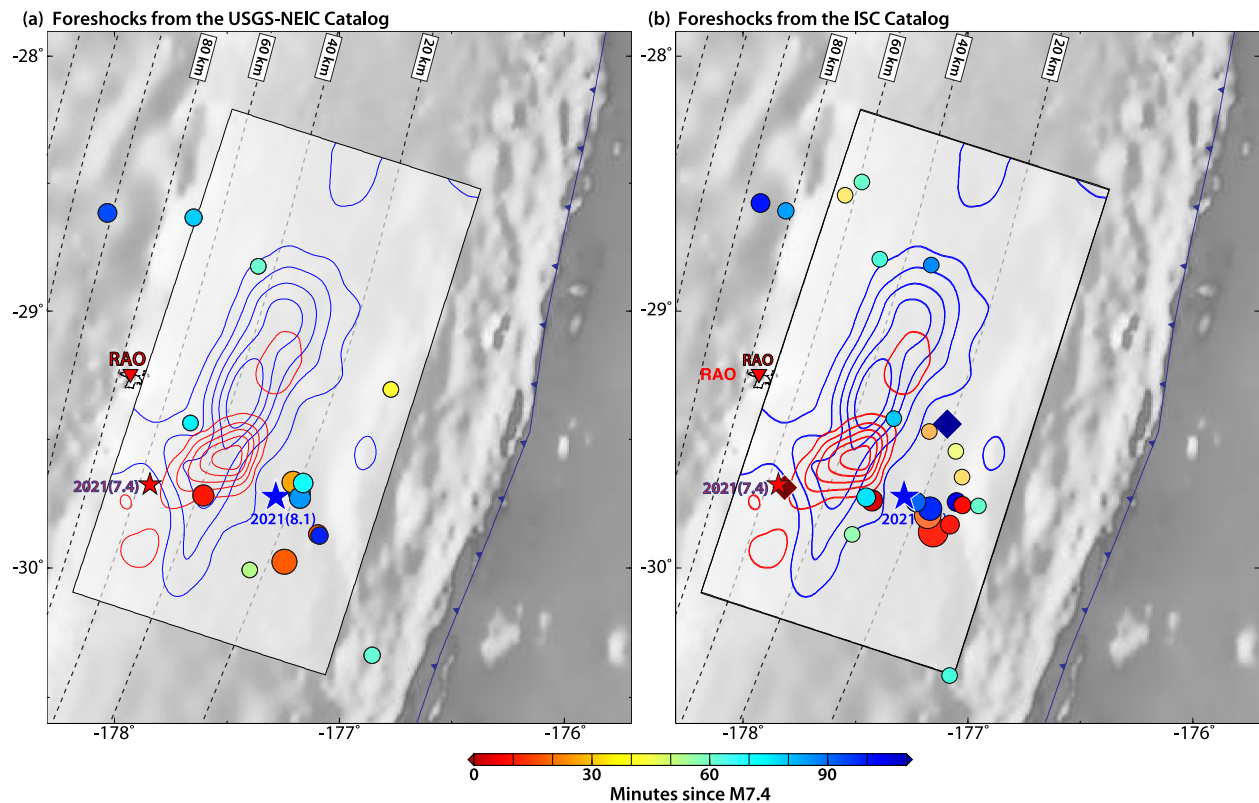 (a) Foreshocks from the USGS-NEIC Catalog
80 km
60 km
40 km
20 km
-28°
-29°
-30°
RAO
2021(7.4)
2021(8.1)
-178°
-177°
-176°
(b) Foreshocks from the ISC Catalog
80 km
60 km
40 km
20 km
RAO
RAO
2021(7.4)
2021
-178°
-177°
-176°
0
30
60
90
Minutes since M7.4